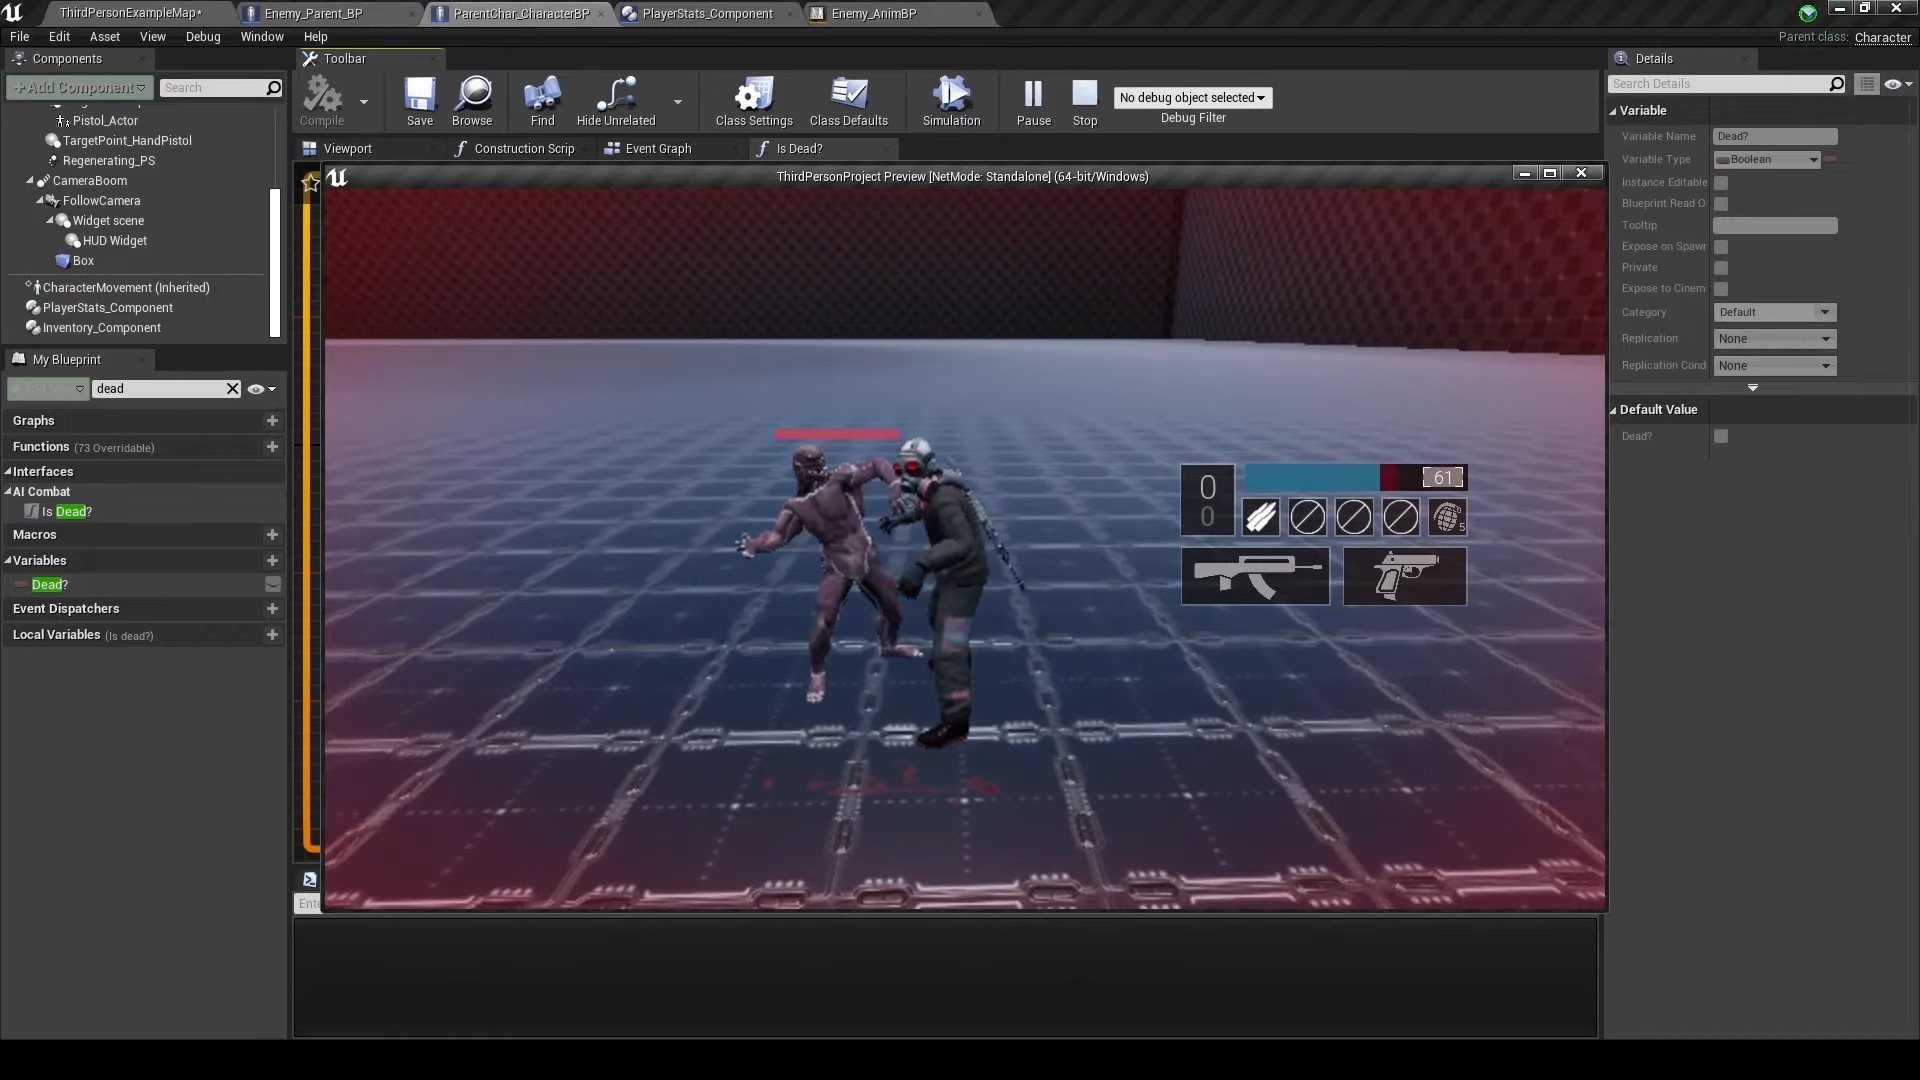 ThirdPersonExampleMap*
Enemy_Parent_BP
ParentChar_CharacterBP
PlayerStats_Component
Enemy_AnimBP
File Edit Asset View Debug Window Help
Parent class: Character
Components
+Add Component
Search
Pistol_Actor
TargetPoint_HandPistol
Regenerating_PS
CameraBoom
FollowCamera
Widget scene
HUD Widget
Box
CharacterMovement (Inherited)
PlayerStats_Component
Inventory_Component
My Blueprint
dead
Graphs
Functions (73 Overridable)
Interfaces
AI Combat
Is Dead?
Macros
Variables
Dead?
Event Dispatchers
Local Variables (Is dead?)
Toolbar
Compile
Save
Browse
Find
Hide Unrelated
Class Settings
Class Defaults
Simulation
Pause
Stop
No debug object selected
Debug Filter
Viewport
Construction Scrip
Event Graph
Is Dead?
ThirdPersonProject Preview [NetMode: Standalone] (64-bit/Windows)
0
0
61
5
Details
Search Details
Variable
Variable Name Dead?
Variable Type Boolean
Instance Editable
Blueprint Read O
Tooltip
Expose on Spawn
Private
Expose to Cinem
Category Default
Replication None
Replication Cond None
Default Value
Dead?